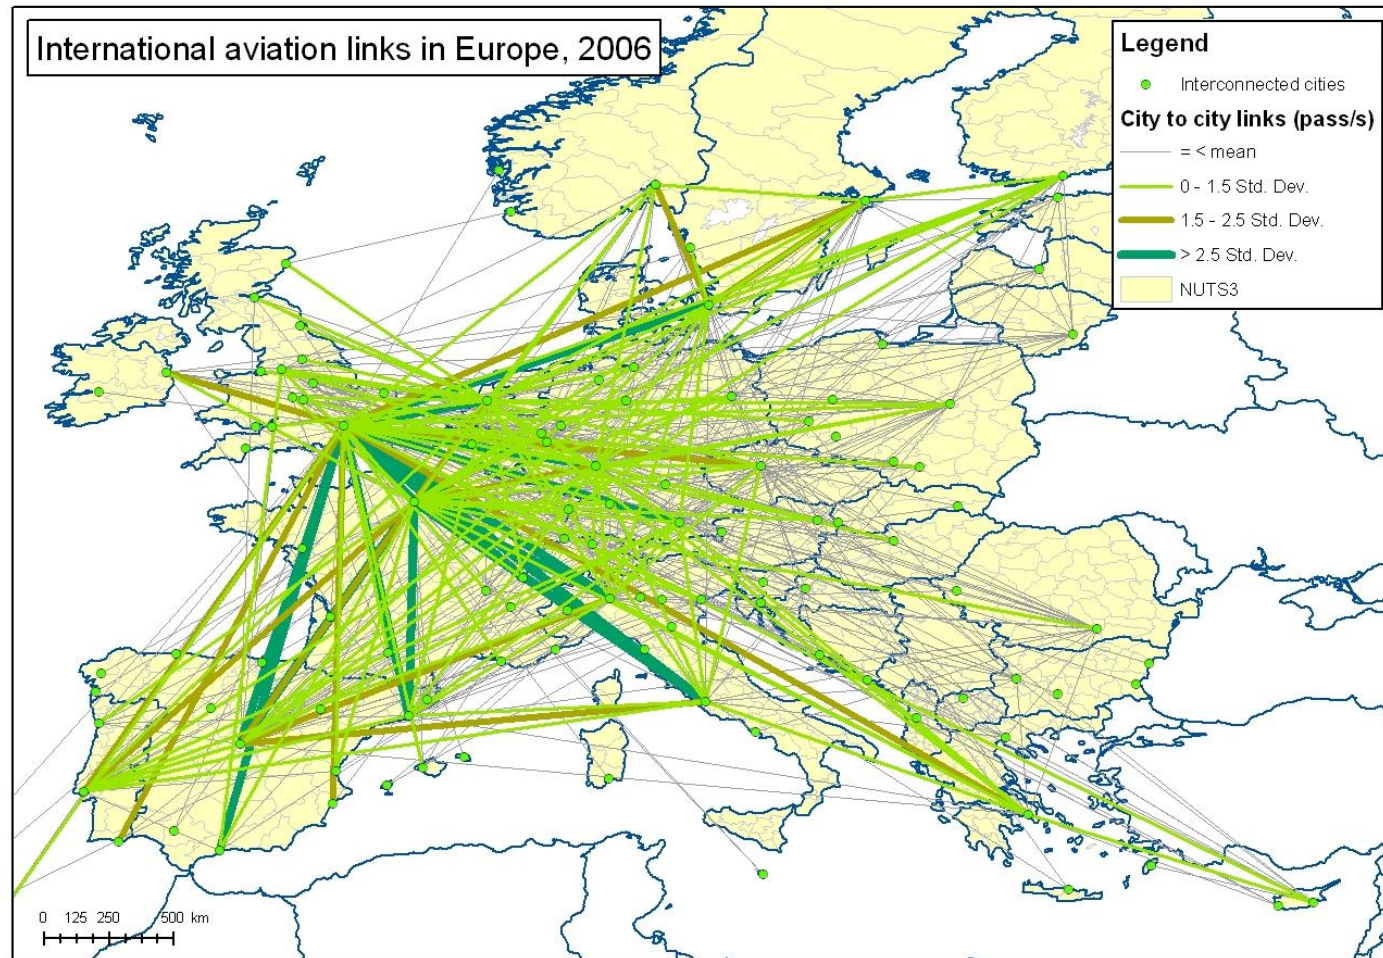 International aviation links in Europe, 2006
Legend
Interconnected cities
City to city links (pass/s)
= < mean
0 - 1.5 Std. Dev.
1.5 - 2.5 Std. Dev.
> 2.5 Std. Dev.
NUTS3
0 125 250 500 km